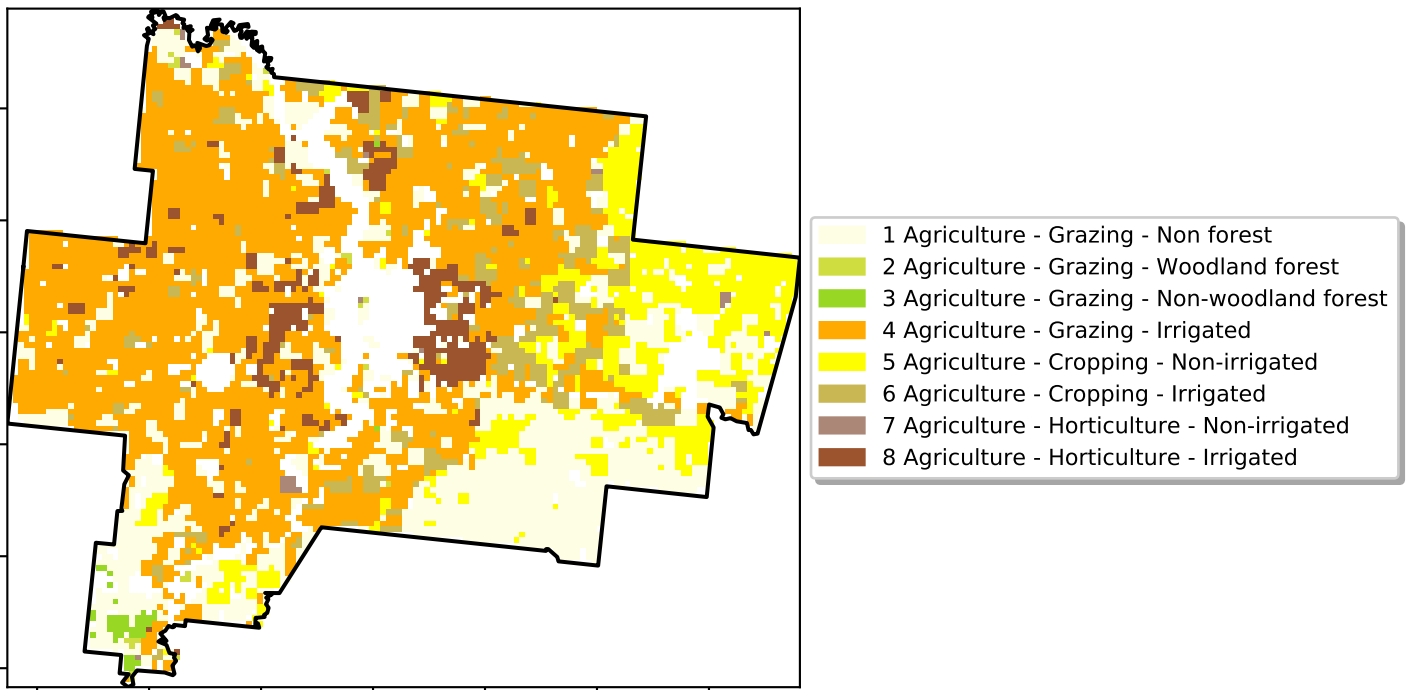 1 Agriculture - Grazing - Non forest
2 Agriculture - Grazing - Woodland forest
3 Agriculture - Grazing - Non-woodland forest
4 Agriculture - Grazing - Irrigated
5 Agriculture - Cropping - Non-irrigated
6 Agriculture - Cropping - Irrigated
7 Agriculture - Horticulture - Non-irrigated
8 Agriculture - Horticulture - Irrigated